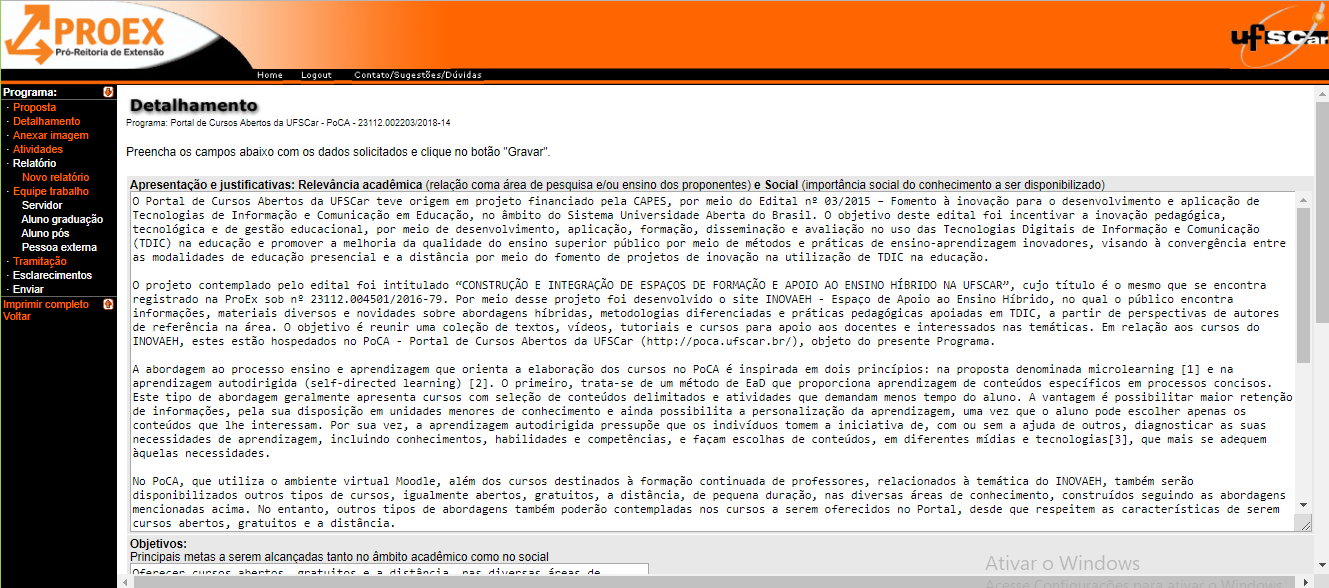 PROEX
Pró-Reitoria de Extensão
ufscar
Home Logout Contato/Sugestões/Dúvidas
Programa:
· Proposta
· Detalhamento
· Anexar imagem
· Atividades
· Relatório
Novo relatório
· Equipe trabalho
Servidor
Aluno graduação
Aluno pós
Pessoa externa
· Tramitação
· Esclarecimentos
· Enviar
Imprimir completo
Voltar
Detalhamento
Programa: Portal de Cursos Abertos da UFSCar - PoCA - 23112.002203/2018-14
Preencha os campos abaixo com os dados solicitados e clique no botão "Gravar".
Apresentação e justificativas: Relevância acadêmica (relação coma área de pesquisa e/ou ensino dos proponentes) e Social (importância social do conhecimento a ser disponibilizado)
O Portal de Cursos Abertos da UFSCar teve origem em projeto financiado pela CAPES, por meio do Edital nº 03/2015 – Fomento à inovação para o desenvolvimento e aplicação de
Tecnologias de Informação e Comunicação em Educação, no âmbito do Sistema Universidade Aberta do Brasil. O objetivo deste edital foi incentivar a inovação pedagógica,
tecnológica e de gestão educacional, por meio de desenvolvimento, aplicação, formação, disseminação e avaliação no uso das Tecnologias Digitais de Informação e Comunicação
(TDIC) na educação e promover a melhoria da qualidade do ensino superior público por meio de métodos e práticas de ensino-aprendizagem inovadores, visando à convergência entre
as modalidades de educação presencial e a distância por meio do fomento de projetos de inovação na utilização de TDIC na educação.
O projeto contemplado pelo edital foi intitulado “CONSTRUÇÃO E INTEGRAÇÃO DE ESPAÇOS DE FORMAÇÃO E APOIO AO ENSINO HÍBRIDO NA UFSCAR”, cujo título é o mesmo que se encontra
registrado na ProEx sob nº 23112.004501/2016-79. Por meio desse projeto foi desenvolvido o site INOVAEH - Espaço de Apoio ao Ensino Híbrido, no qual o público encontra
informações, materiais diversos e novidades sobre abordagens híbridas, metodologias diferenciadas e práticas pedagógicas apoiadas em TDIC, a partir de perspectivas de autores
de referência na área. O objetivo é reunir uma coleção de textos, vídeos, tutoriais e cursos para apoio aos docentes e interessados nas temáticas. Em relação aos cursos do
INOVAEH, estes estão hospedados no PoCA - Portal de Cursos Abertos da UFSCar (http://poca.ufscar.br/), objeto do presente Programa.
A abordagem ao processo ensino e aprendizagem que orienta a elaboração dos cursos no PoCA é inspirada em dois princípios: na proposta denominada microlearning [1] e na
aprendizagem autodirigida (self-directed learning) [2]. O primeiro, trata-se de um método de EaD que proporciona aprendizagem de conteúdos específicos em processos concisos.
Este tipo de abordagem geralmente apresenta cursos com seleção de conteúdos delimitados e atividades que demandam menos tempo do aluno. A vantagem é possibilitar maior retenção
de informações, pela sua disposição em unidades menores de conhecimento e ainda possibilita a personalização da aprendizagem, uma vez que o aluno pode escolher apenas os
conteúdos que lhe interessam. Por sua vez, a aprendizagem autodirigida pressupõe que os indivíduos tomem a iniciativa de, com ou sem a ajuda de outros, diagnosticar as suas
necessidades de aprendizagem, incluindo conhecimentos, habilidades e competências, e façam escolhas de conteúdos, em diferentes mídias e tecnologias[3], que mais se adequem
àquelas necessidades.
No PoCA, que utiliza o ambiente virtual Moodle, além dos cursos destinados à formação continuada de professores, relacionados à temática do INOVAEH, também serão
disponibilizados outros tipos de cursos, igualmente abertos, gratuitos, a distância, de pequena duração, nas diversas áreas de conhecimento, construídos seguindo as abordagens
mencionadas acima. No entanto, outros tipos de abordagens também poderão contempladas nos cursos a serem oferecidos no Portal, desde que respeitem as características de serem
cursos abertos, gratuitos e a distância.
Objetivos:
Principais metas a serem alcançadas tanto no âmbito acadêmico como no social
Oferecer cursos abertos, gratuitos e a distância, nas diversas áreas de
Ativar o Windows
Acesse Configurações para ativar o Windows.